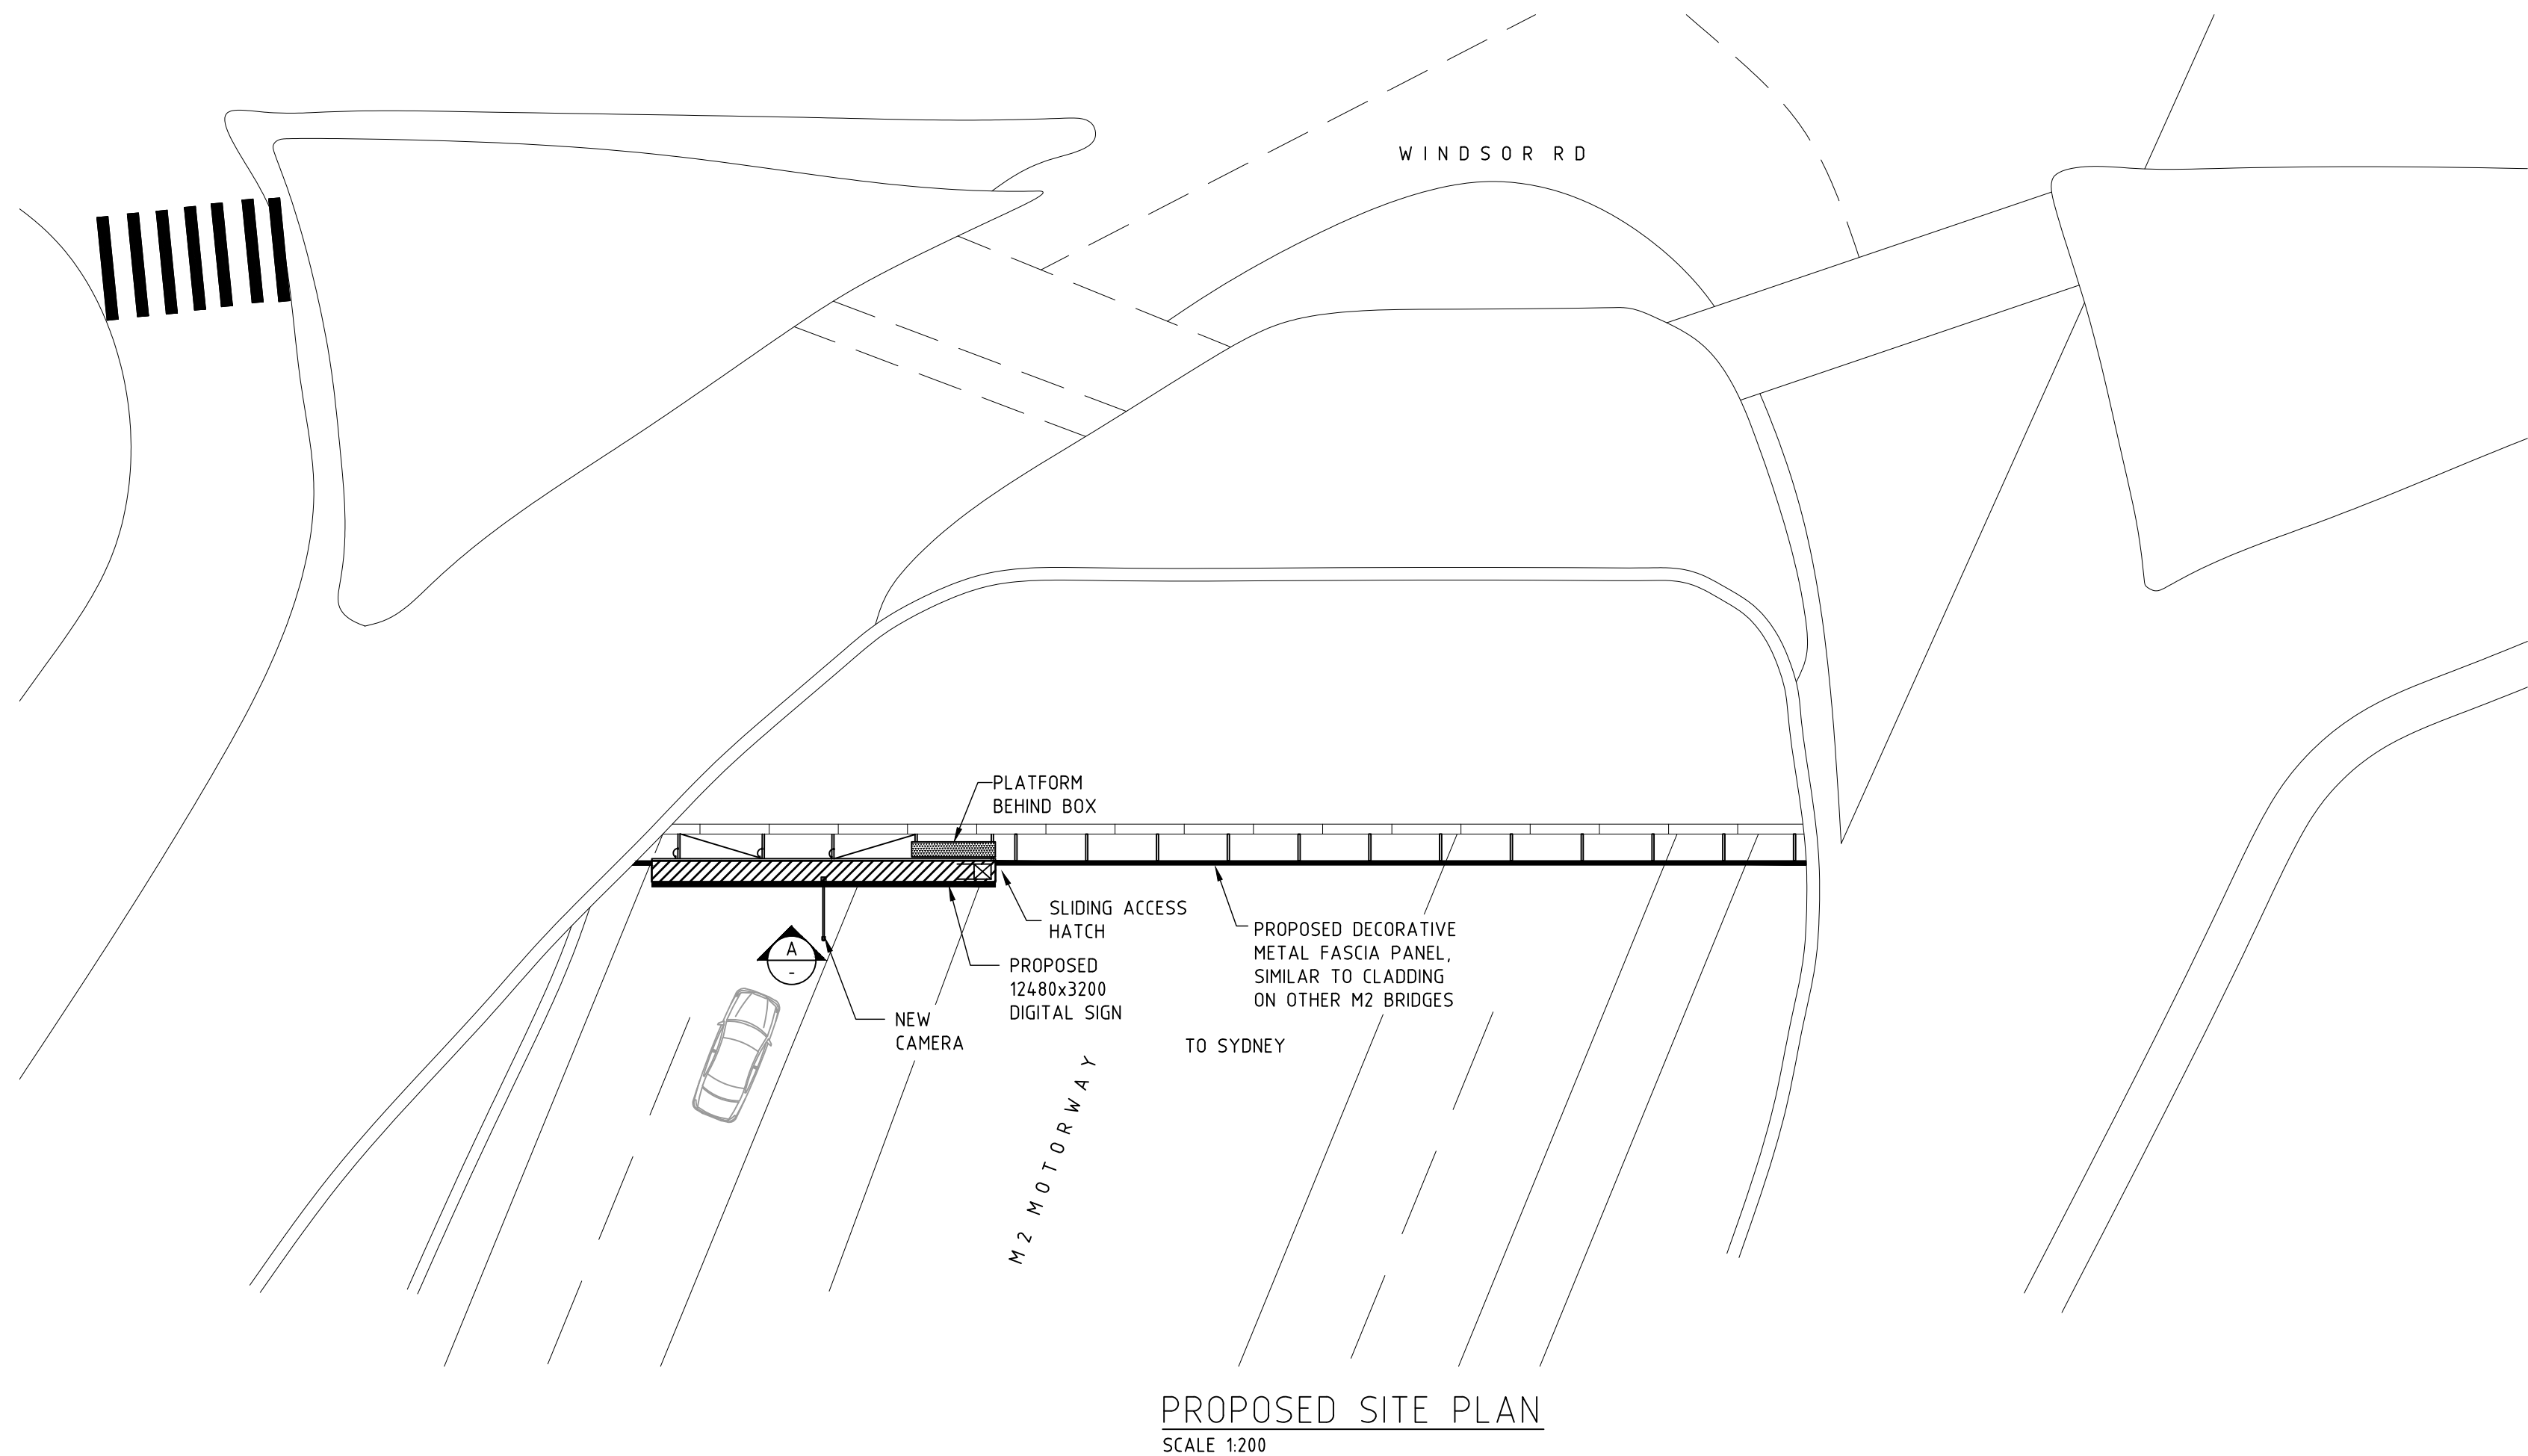 WINDSOR RD
PLATFORM
BEHIND BOX
SLIDING ACCESS
HATCH
PROPOSED DECORATIVE
METAL FASCIA PANEL,
SIMILAR TO CLADDING
ON OTHER M2 BRIDGES
A
-
PROPOSED
12480x3200
DIGITAL SIGN
NEW
CAMERA
TO SYDNEY
M2 MOTORWAY
PROPOSED SITE PLAN
SCALE 1:200